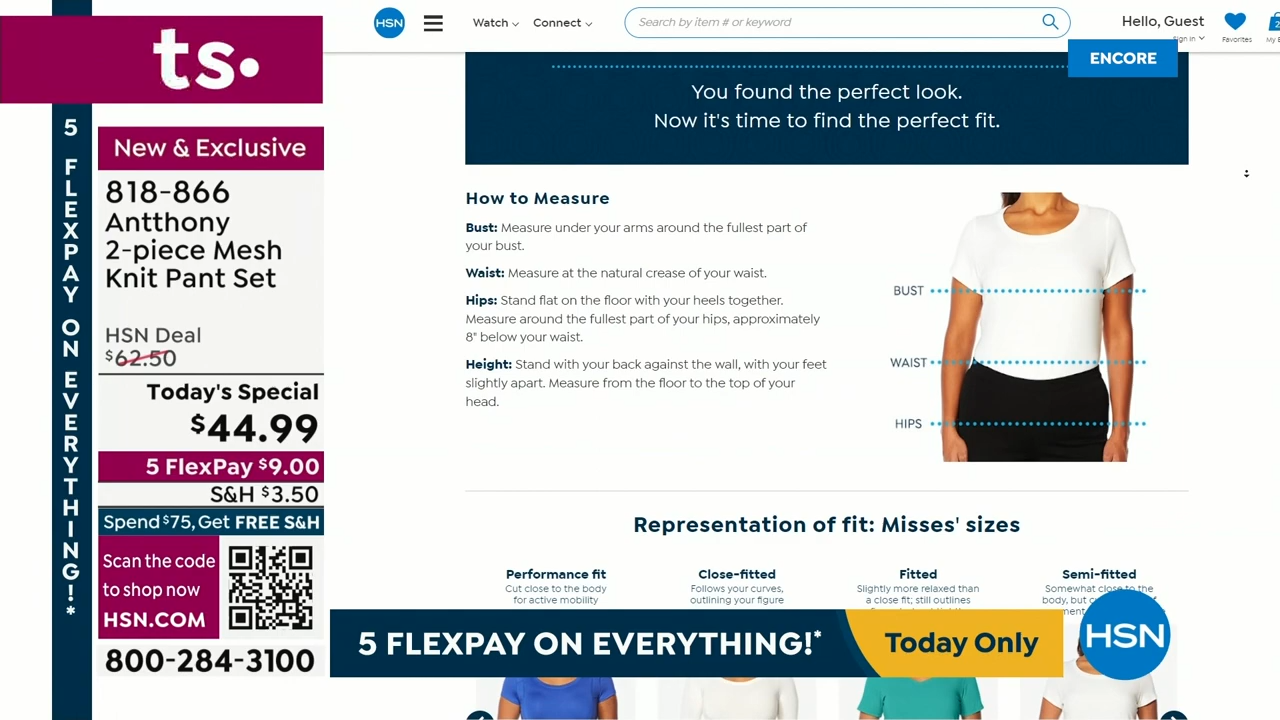 ts.
5 FLEXPAY ON EVERYTHING!*
New & Exclusive
818-866
Antthony
2-piece Mesh
Knit Pant Set
HSN Deal
$62.50
Today's Special
$44.99
5 FlexPay $9.00
S&H $3.50
Spend $75, Get FREE S&H
Scan the code
to shop now
HSN.COM
800-284-3100
HSN
Watch
Connect
Search by item # or keyword
Hello, Guest
Sign In
Favorites
2
ENCORE
You found the perfect look.
Now it's time to find the perfect fit.
How to Measure
Bust: Measure under your arms around the fullest part of
your bust.
Waist: Measure at the natural crease of your waist.
Hips: Stand flat on the floor with your heels together.
Measure around the fullest part of your hips, approximately
8" below your waist.
Height: Stand with your back against the wall, with your feet
slightly apart. Measure from the floor to the top of your
head.
BUST
WAIST
HIPS
Representation of fit: Misses' sizes
Performance fit
Cut close to the body
for active mobility
Close-fitted
Follows your curves,
outlining your figure
Fitted
Slightly more relaxed than
a close fit; still outlines
Semi-fitted
Somewhat close to the
body, but
5 FLEXPAY ON EVERYTHING!*
Today Only
HSN